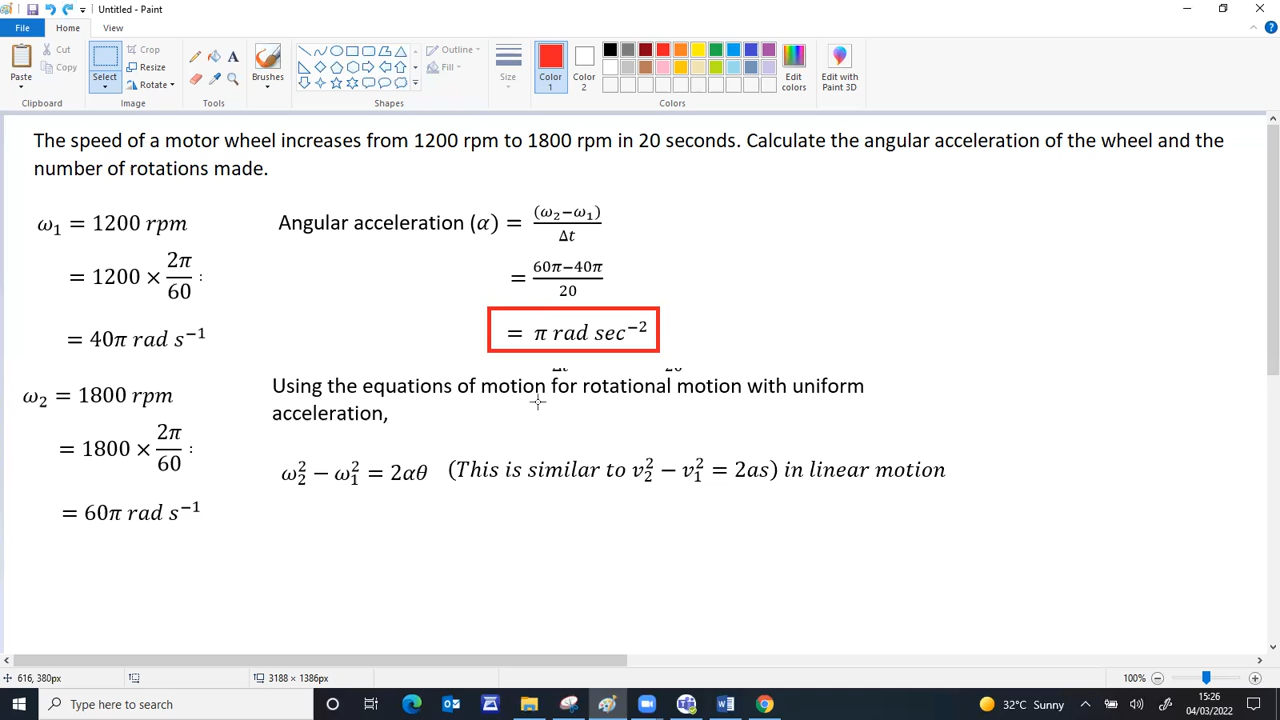 Untitled - Paint
File Home View
Paste Cut Copy Clipboard
Select Crop Resize Rotate Image
Tools
Brushes
Outline Fill Shapes
Size
Color 1 Color 2 Edit colors Colors
Edit with Paint 3D
The speed of a motor wheel increases from 1200 rpm to 1800 rpm in 20 seconds. Calculate the angular acceleration of the wheel and the
number of rotations made.
ω₁ = 1200 rpm
= 1200 × 2π/60 :
= 40π rad s⁻¹
ω₂ = 1800 rpm
= 1800 × 2π/60 :
= 60π rad s⁻¹
Angular acceleration (α) = (ω₂−ω₁)/Δt
= 60π−40π/20
= π rad sec⁻²
Using the equations of motion for rotational motion with uniform
acceleration,
ω₂² − ω₁² = 2αθ (This is similar to v₂² − v₁² = 2as) in linear motion
616, 380px 3188 × 1386px 100%
Type here to search
32°C Sunny
15:26
04/03/2022